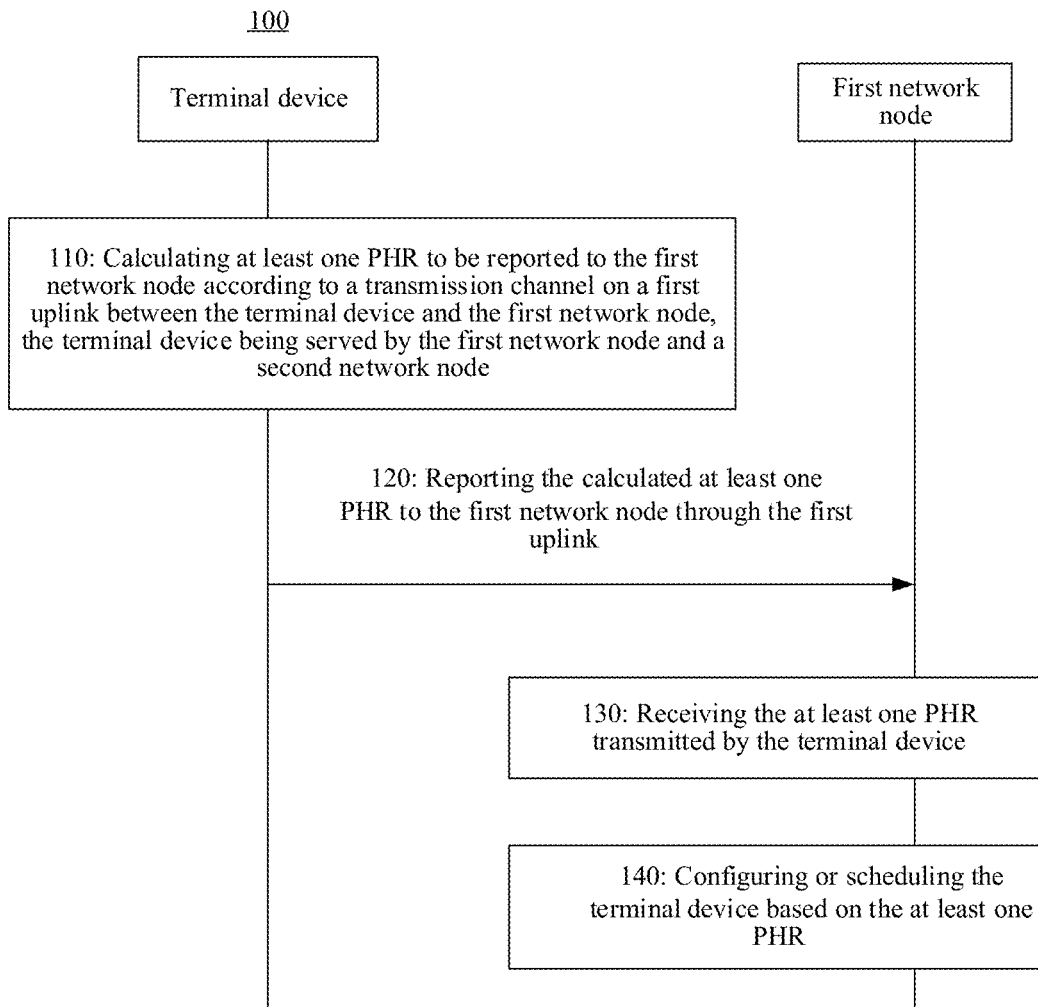 100
Terminal device
First network
node
110: Calculating at least one PHR to be reported to the first
network node according to a transmission channel on a first
uplink between the terminal device and the first network node,
the terminal device being served by the first network node and a
second network node
120: Reporting the calculated at least one
PHR to the first network node through the first
uplink
130: Receiving the at least one PHR
transmitted by the terminal device
140: Configuring or scheduling the
terminal device based on the at least one
PHR